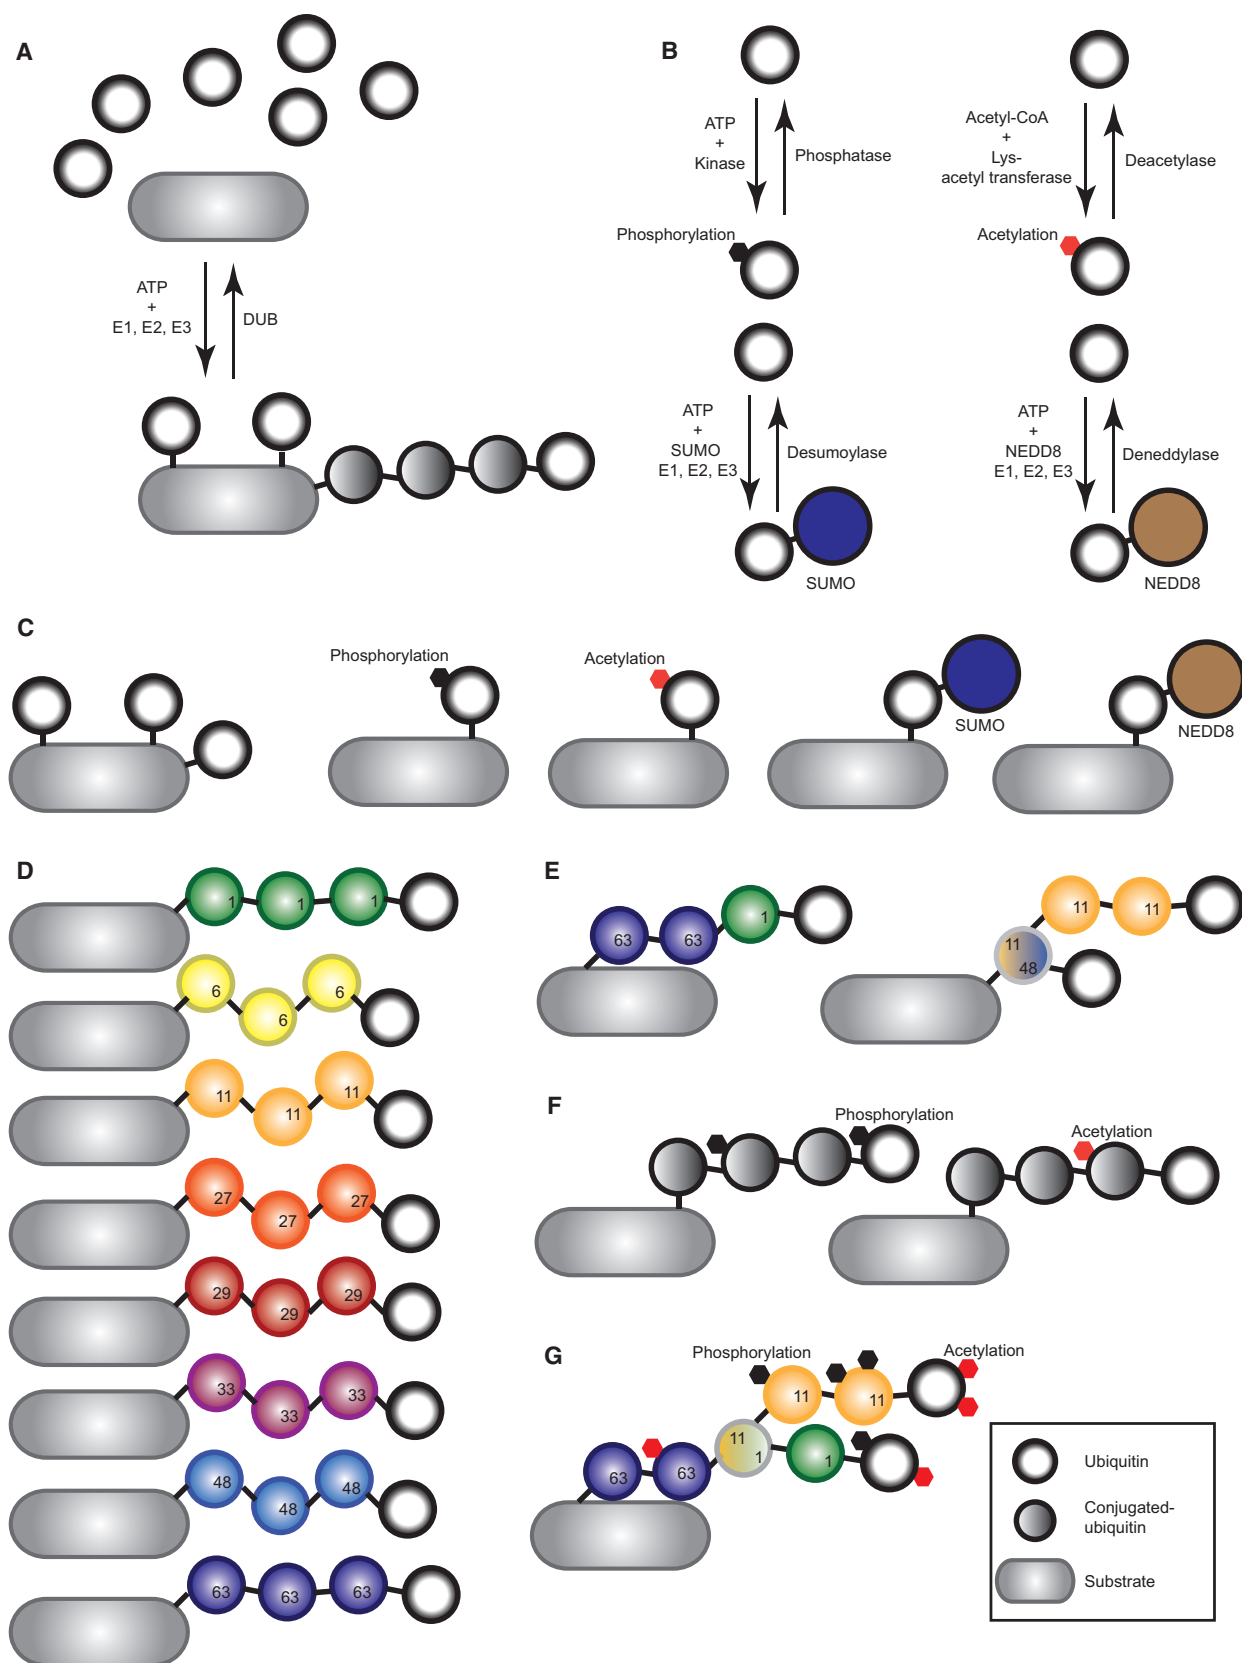 A
ATP
+
E1, E2, E3
DUB
B
ATP
+
Kinase
Phosphatase
Phosphorylation
Acetyl-CoA
+
Lys-
acetyl transferase
Deacetylase
Acetylation
ATP
+
SUMO
E1, E2, E3
Desumoylase
SUMO
ATP
+
NEDD8
E1, E2, E3
Deneddylase
NEDD8
C
Phosphorylation
Acetylation
SUMO
NEDD8
D
1 1 1
6 6 6
11 11 11
27 27 27
29 29 29
33 33 33
48 48 48
63 63 63
E
63 63 1
11 11
11
48
F
Phosphorylation
Acetylation
G
Phosphorylation
Acetylation
11 11
11
1
1
63 63
Ubiquitin
Conjugated-
ubiquitin
Substrate